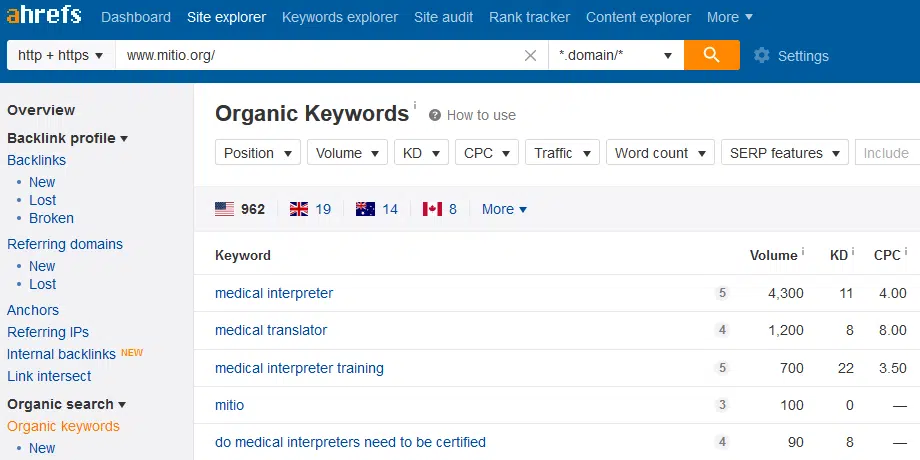 ahrefs Dashboard Site explorer Keywords explorer Site audit Rank tracker Content explorer More
http + https www.mitio.org/ *.domain/* Settings
Overview
Backlink profile
Backlinks
• New
• Lost
• Broken
Referring domains
• New
• Lost
Anchors
Referring IPs
Internal backlinks NEW
Link intersect
Organic search
Organic keywords
• New
Organic Keywords i ? How to use
Position Volume KD CPC Traffic Word count SERP features Include
962 19 14 8 More
Keyword Volume i KD i CPC i
medical interpreter 5 4,300 11 4.00
medical translator 4 1,200 8 8.00
medical interpreter training 5 700 22 3.50
mitio 3 100 0 —
do medical interpreters need to be certified 4 90 8 —